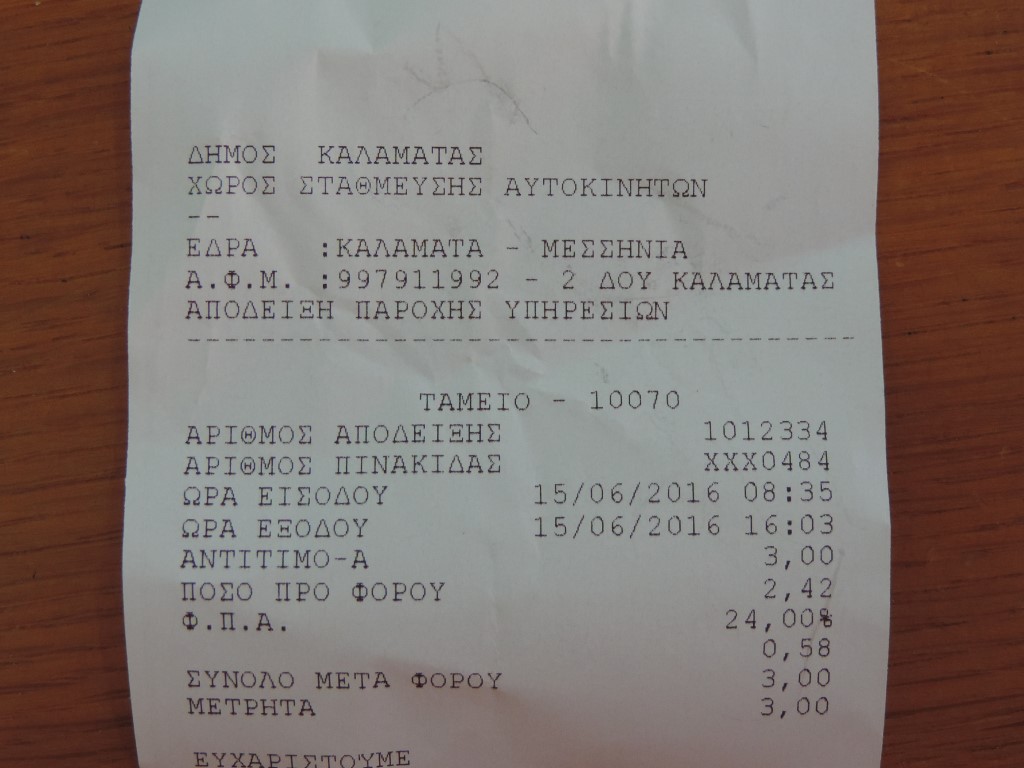 ΔΗΜΟΣ ΚΑΛΑΜΑΤΑΣ
ΧΩΡΟΣ ΣΤΑΘΜΕΥΣΗΣ ΑΥΤΟΚΙΝΗΤΩΝ
--
ΕΔΡΑ :ΚΑΛΑΜΑΤΑ - ΜΕΣΣΗΝΙΑ
Α.Φ.Μ. :997911992 - 2 ΔΟΥ ΚΑΛΑΜΑΤΑΣ
ΑΠΟΔΕΙΞΗ ΠΑΡΟΧΗΣ ΥΠΗΡΕΣΙΩΝ
------------------------------------
ΤΑΜΕΙΟ - 10070
ΑΡΙΘΜΟΣ ΑΠΟΔΕΙΞΗΣ 1012334
ΑΡΙΘΜΟΣ ΠΙΝΑΚΙΔΑΣ XXX0484
ΩΡΑ ΕΙΣΟΔΟΥ 15/06/2016 08:35
ΩΡΑ ΕΞΟΔΟΥ 15/06/2016 16:03
ΑΝΤΙΤΙΜΟ-Α 3,00
ΠΟΣΟ ΠΡΟ ΦΟΡΟΥ 2,42
Φ.Π.Α. 24,00%
0,58
ΣΥΝΟΛΟ ΜΕΤΑ ΦΟΡΟΥ 3,00
ΜΕΤΡΗΤΑ 3,00
ΕΥΧΑΡΙΣΤΟΎΜΕ